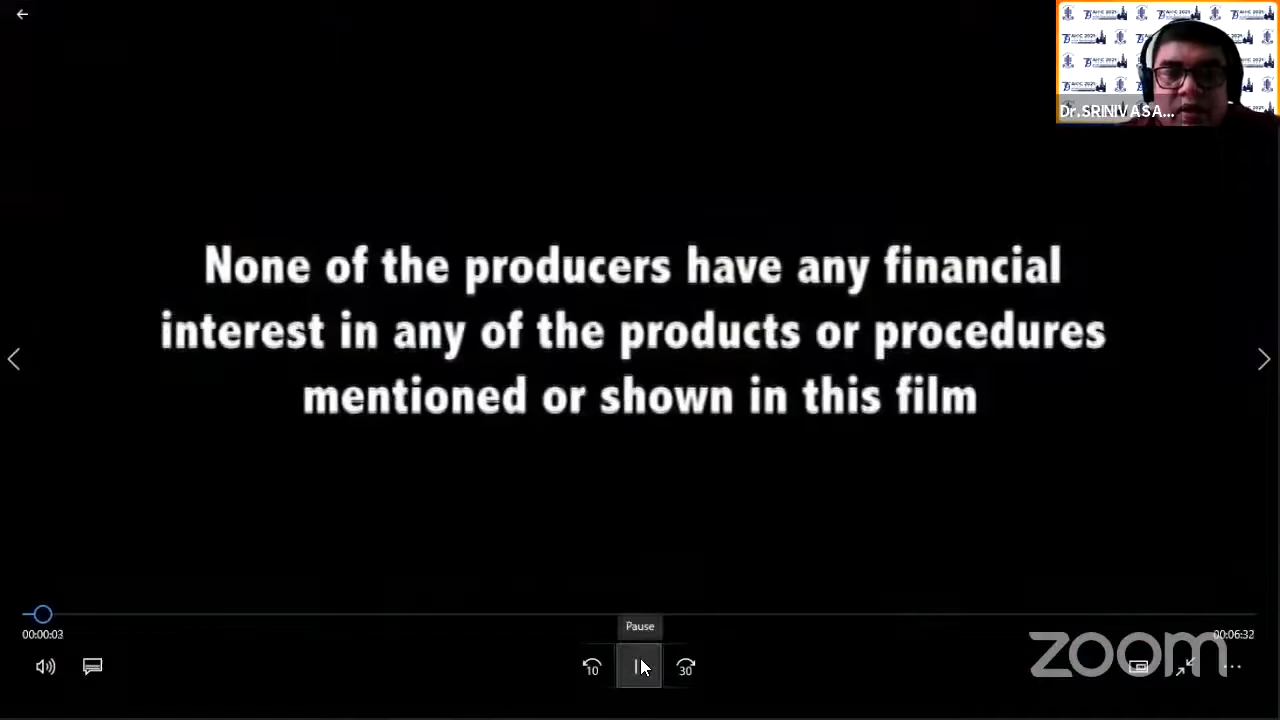 Dr.SRINIVASA...
None of the producers have any financial
interest in any of the products or procedures
mentioned or shown in this film
Pause
00:00:03
00:06:32
10
30
zoom